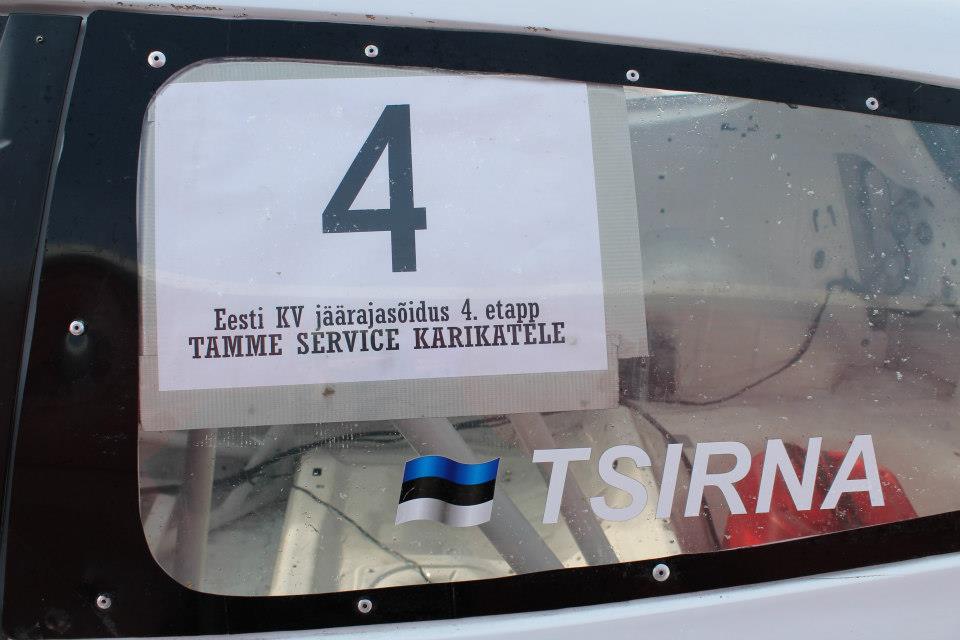 4
Eesti KV jäärajasõidus 4. etapp
TAMME SERVICE KARIKATELE
TSIRNA